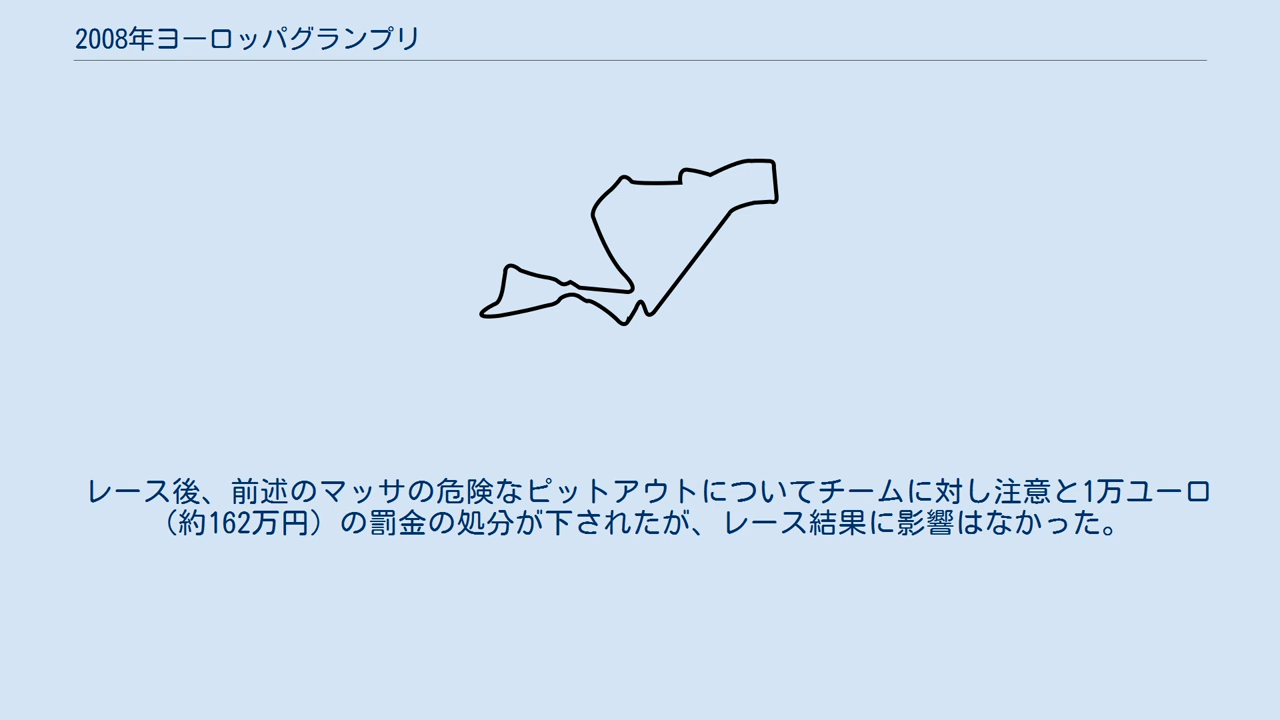 2008年ヨーロッパグランプリ
レース後、前述のマッサの危険なピットアウトについてチームに対し注意と1万ユーロ
（約162万円）の罰金の処分が下されたが、レース結果に影響はなかった。